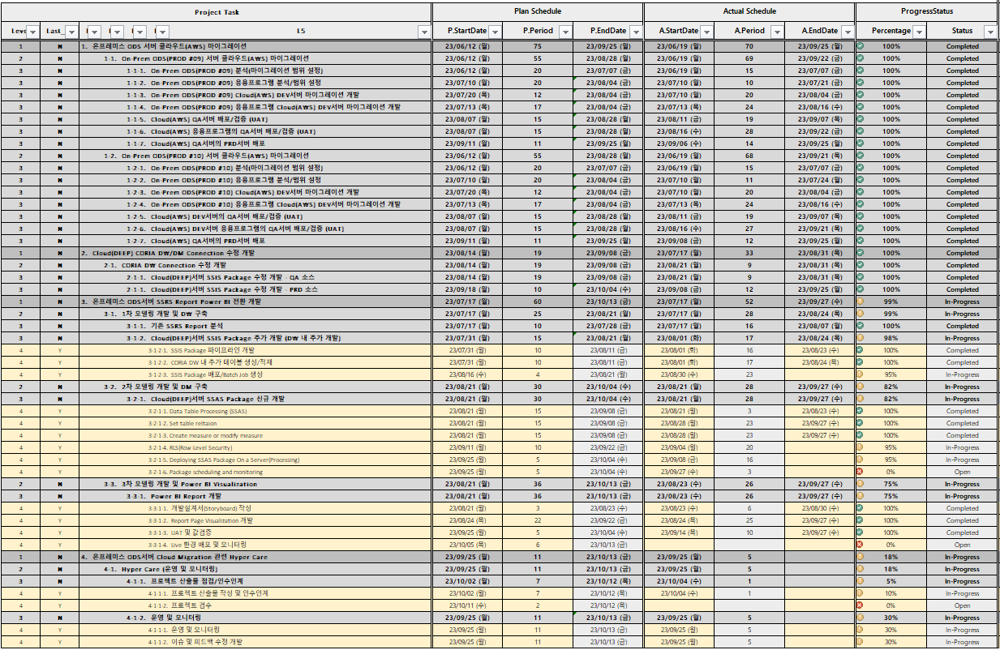 Project Task Plan Schedule Actual Schedule ProgressStatus
Leve Last_ L5 P.StartDate P.Period P.EndDate A.StartDate A.Period A.EndDate Percentage Status
1 N 1. 온프레미스 ODS 서버 클라우드(AWS) 마이그레이션 23/06/12 (월) 75 23/09/25 (월) 23/06/19 (월) 70 23/09/25 (월) 100% Completed
2 N 1-1. On-Prem ODS(PROD #09) 서버 클라우드(AWS) 마이그레이션 23/06/12 (월) 55 23/08/28 (월) 23/06/19 (월) 69 23/09/22 (금) 100% Completed
3 N 1-1-1. On-Prem ODS(PROD #09) 분석(마이그레이션 범위 설정) 23/06/12 (월) 20 23/07/07 (금) 23/06/19 (월) 15 23/07/07 (금) 100% Completed
3 N 1-1-2. On-Prem ODS(PROD #09) 응용프로그램 분석/범위 설정 23/07/10 (월) 20 23/08/04 (금) 23/07/10 (월) 10 23/07/21 (금) 100% Completed
3 N 1-1-3. On-Prem ODS(PROD #09) Cloud(AWS) DEV서버 마이그레이션 개발 23/07/20 (목) 12 23/08/04 (금) 23/07/10 (월) 20 23/08/04 (금) 100% Completed
3 N 1-1-4. On-Prem ODS(PROD #09) 응용프로그램 Cloud(AWS) DEV서버 마이그레이션 개발 23/07/13 (목) 17 23/08/04 (금) 23/07/13 (목) 24 23/08/16 (수) 100% Completed
3 N 1-1-5. Cloud(AWS) QA서버 배포/검증 (UAT) 23/08/07 (월) 15 23/08/28 (월) 23/08/11 (금) 19 23/09/07 (목) 100% Completed
3 N 1-1-6. Cloud(AWS) 응용프로그램의 QA서버 배포/검증 (UAT) 23/08/07 (월) 15 23/08/28 (월) 23/08/16 (수) 28 23/09/22 (금) 100% Completed
3 N 1-1-7. Cloud(AWS) QA서버의 PRD서버 배포 23/09/11 (월) 11 23/09/25 (월) 23/09/06 (수) 14 23/09/25 (월) 100% Completed
2 N 1-2. On-Prem ODS(PROD #10) 서버 클라우드(AWS) 마이그레이션 23/06/12 (월) 55 23/08/28 (월) 23/06/19 (월) 68 23/09/21 (목) 100% Completed
3 N 1-2-1. On-Prem ODS(PROD #10) 분석(마이그레이션 범위 설정) 23/06/12 (월) 20 23/07/07 (금) 23/06/19 (월) 15 23/07/07 (금) 100% Completed
3 N 1-2-2. On-Prem ODS(PROD #10) 응용프로그램 분석/범위 설정 23/07/10 (월) 20 23/08/04 (금) 23/07/10 (월) 11 23/07/24 (월) 100% Completed
3 N 1-2-3. On-Prem ODS(PROD #10) Cloud(AWS) DEV서버 마이그레이션 개발 23/07/20 (목) 12 23/08/04 (금) 23/07/10 (월) 20 23/08/04 (금) 100% Completed
3 N 1-2-4. On-Prem ODS(PROD #10) 응용프로그램 Cloud(AWS) DEV서버 마이그레이션 개발 23/07/13 (목) 17 23/08/04 (금) 23/07/13 (목) 24 23/08/16 (수) 100% Completed
3 N 1-2-5. Cloud(AWS) DEV서버의 QA서버 배포/검증 (UAT) 23/08/07 (월) 15 23/08/28 (월) 23/08/11 (금) 19 23/09/07 (목) 100% Completed
3 N 1-2-6. Cloud(AWS) DEV서버 응용프로그램의 QA서버 배포/검증 (UAT) 23/08/07 (월) 15 23/08/28 (월) 23/08/16 (수) 27 23/09/21 (목) 100% Completed
3 N 1-2-7. Cloud(AWS) QA서버의 PRD서버 배포 23/09/11 (월) 11 23/09/25 (월) 23/09/08 (금) 12 23/09/25 (월) 100% Completed
1 N 2. Cloud(DEEP) CORIA DW/DM Connection 수정 개발 23/08/14 (월) 19 23/09/08 (금) 23/07/17 (월) 33 23/08/31 (목) 100% Completed
2 N 2-1. CORIA DW Connection 수정 개발 23/08/14 (월) 19 23/09/08 (금) 23/08/21 (월) 9 23/08/31 (목) 100% Completed
3 N 2-1-1. Cloud(DEEP)서버 SSIS Package 수정 개발 - QA 소스 23/08/14 (월) 19 23/09/08 (금) 23/08/21 (월) 9 23/08/31 (목) 100% Completed
3 N 2-1-1. Cloud(DEEP)서버 SSIS Package 수정 개발 - PRD 소스 23/09/18 (월) 10 23/10/04 (수) 23/09/08 (금) 12 23/09/25 (월) 100% Completed
1 N 3. 온프레미스 ODS서버 SSRS Report Power BI 전환 개발 23/07/17 (월) 60 23/10/13 (금) 23/07/17 (월) 52 23/09/27 (수) 99% In-Progress
2 N 3-1. 1차 모델링 개발 및 DW 구축 23/07/17 (월) 25 23/08/21 (월) 23/07/17 (월) 28 23/08/24 (목) 99% In-Progress
3 N 3-1-1. 기존 SSRS Report 분석 23/07/17 (월) 10 23/07/28 (금) 23/07/17 (월) 16 23/08/07 (월) 100% Completed
3 N 3-1-2. Cloud(DEEP)서버 SSIS Package 추가 개발 (DW 내 추가 개발) 23/07/31 (월) 15 23/08/21 (월) 23/08/01 (화) 17 23/08/24 (목) 98% In-Progress
4 Y 3-1-2-1. SSIS Package 파이프라인 개발 23/07/31 (월) 10 23/08/11 (금) 23/08/01 (화) 16 23/08/23 (수) 100% Completed
4 Y 3-1-2-2. CORIA DW 내 추가 테이블 생성/적재 23/07/31 (월) 10 23/08/11 (금) 23/08/01 (화) 17 23/08/24 (목) 100% Completed
4 Y 3-1-2-3. SSIS Package 배포/Batch Job 생성 23/08/16 (수) 4 23/08/21 (월) 23/08/30 (수) 23 95% In-Progress
2 N 3-2. 2차 모델링 개발 및 DM 구축 23/08/21 (월) 30 23/10/04 (수) 23/08/21 (월) 28 23/09/27 (수) 82% In-Progress
3 N 3-2-1. Cloud(DEEP)서버 SSAS Package 신규 개발 23/08/21 (월) 30 23/10/04 (수) 23/08/21 (월) 28 23/09/27 (수) 82% In-Progress
4 Y 3-2-1-1. Data Table Processing (SSAS) 23/08/21 (월) 15 23/09/08 (금) 23/08/21 (월) 3 23/08/23 (수) 100% Completed
4 Y 3-2-1-2. Set table reltaion 23/08/21 (월) 15 23/09/08 (금) 23/08/28 (월) 23 23/09/27 (수) 100% Completed
4 Y 3-2-1-3. Create measure or modify measure 23/08/21 (월) 15 23/09/08 (금) 23/08/28 (월) 23 23/09/27 (수) 100% Completed
4 Y 3-2-1-4. RLS(Row Level Security) 23/09/11 (월) 10 23/09/22 (금) 23/09/04 (월) 20 95% In-Progress
4 Y 3-2-1-5. Deploying SSAS Package On a Server(Processing) 23/09/25 (월) 5 23/10/04 (수) 23/09/08 (금) 16 95% In-Progress
4 Y 3-2-1-6. Package scheduling and monitoring 23/09/25 (월) 5 23/10/04 (수) 23/09/27 (수) 3 0% Open
2 N 3-3. 3차 모델링 개발 및 Power BI Visualization 23/08/21 (월) 36 23/10/13 (금) 23/08/23 (수) 26 23/09/27 (수) 75% In-Progress
3 N 3-3-1. Power BI Report 개발 23/08/21 (월) 36 23/10/13 (금) 23/08/23 (수) 26 23/09/27 (수) 75% In-Progress
4 Y 3-3-1-1. 개발설계서(Storyboard) 작성 23/08/21 (월) 3 23/08/23 (수) 23/08/23 (수) 6 23/08/30 (수) 100% Completed
4 Y 3-3-1-2. Report Page Visualization 개발 23/08/24 (목) 22 23/09/22 (금) 23/08/24 (목) 25 23/09/27 (수) 100% Completed
4 Y 3-3-1-3. UAT 및 값검증 23/09/25 (월) 5 23/10/04 (수) 23/09/14 (목) 10 23/09/27 (수) 100% Completed
4 Y 3-3-1-4. Live 환경 배포 및 모니터링 23/10/05 (목) 6 23/10/13 (금) 0% Open
1 N 4. 온프레미스 ODS서버 Cloud Migration 관련 Hyper Care 23/09/25 (월) 11 23/10/13 (금) 23/09/25 (월) 5 18% In-Progress
2 N 4-1. Hyper Care (운영 및 모니터링) 23/09/25 (월) 11 23/10/13 (금) 23/09/25 (월) 5 18% In-Progress
3 N 4-1-1. 프로젝트 산출물 점검/인수인계 23/10/02 (월) 7 23/10/12 (목) 23/10/04 (수) 1 5% In-Progress
4 Y 4-1-1-1. 프로젝트 산출물 작성 및 인수인계 23/10/02 (월) 7 23/10/12 (목) 23/10/04 (수) 1 10% In-Progress
4 Y 4-1-1-2. 프로젝트 검수 23/10/11 (수) 2 23/10/12 (목) 0% Open
3 N 4-1-2. 운영 및 모니터링 23/09/25 (월) 11 23/10/13 (금) 23/09/25 (월) 5 30% In-Progress
4 Y 4-1-1-1. 운영 및 모니터링 23/09/25 (월) 11 23/10/13 (금) 23/09/25 (월) 5 30% In-Progress
4 Y 4-1-1-2. 이슈 및 피드백 수정 개발 23/09/25 (월) 11 23/10/13 (금) 23/09/25 (월) 5 30% In-Progress